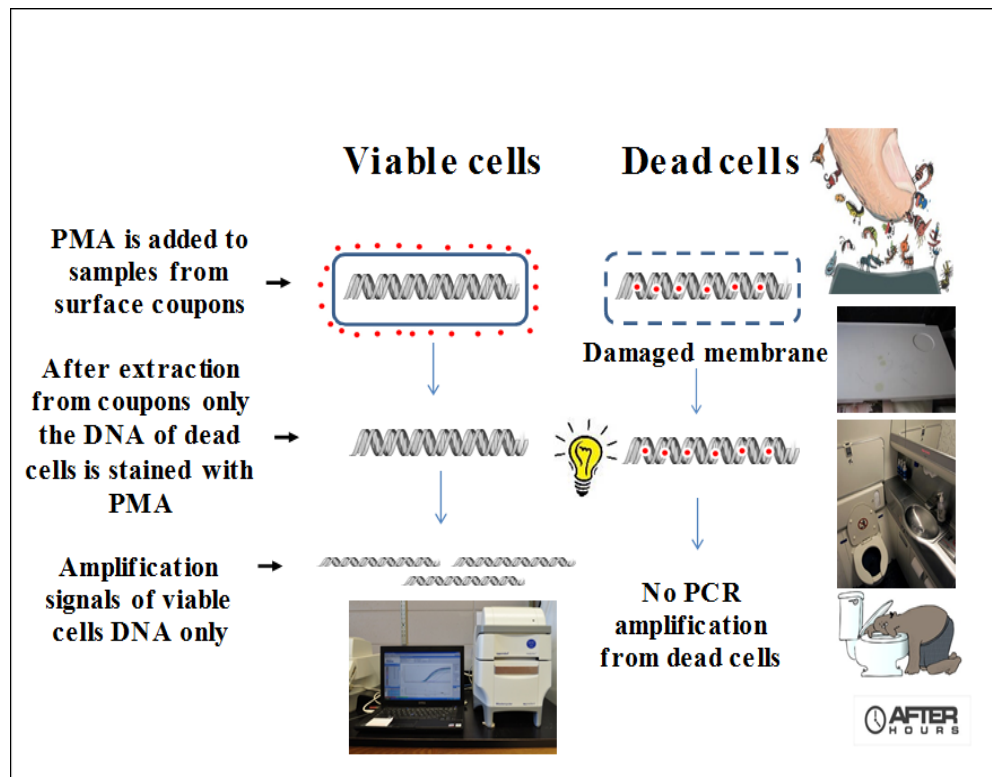 Viable cells
Dead cells
PMA is added to
samples from
surface coupons
Damaged membrane
After extraction
from coupons only
the DNA of dead
cells is stained with
PMA
Amplification
signals of viable
cells DNA only
No PCR
amplification
from dead cells
AFTER
HOURS